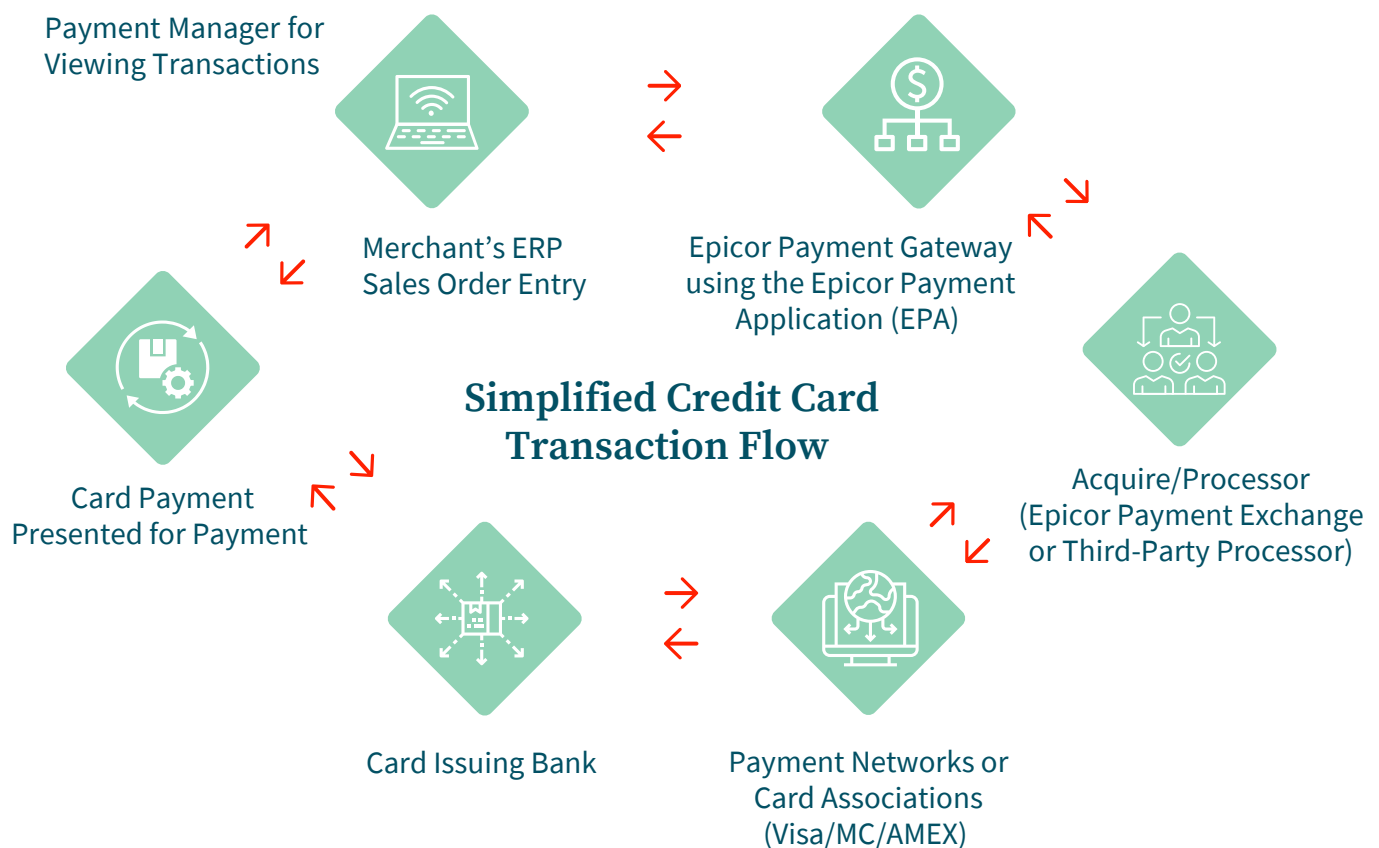 Payment Manager for
Viewing Transactions
Merchant’s ERP
Sales Order Entry
Epicor Payment Gateway
using the Epicor Payment
Application (EPA)
Simplified Credit Card
Transaction Flow
Card Payment
Presented for Payment
Acquire/Processor
(Epicor Payment Exchange
or Third-Party Processor)
Card Issuing Bank
Payment Networks or
Card Associations
(Visa/MC/AMEX)